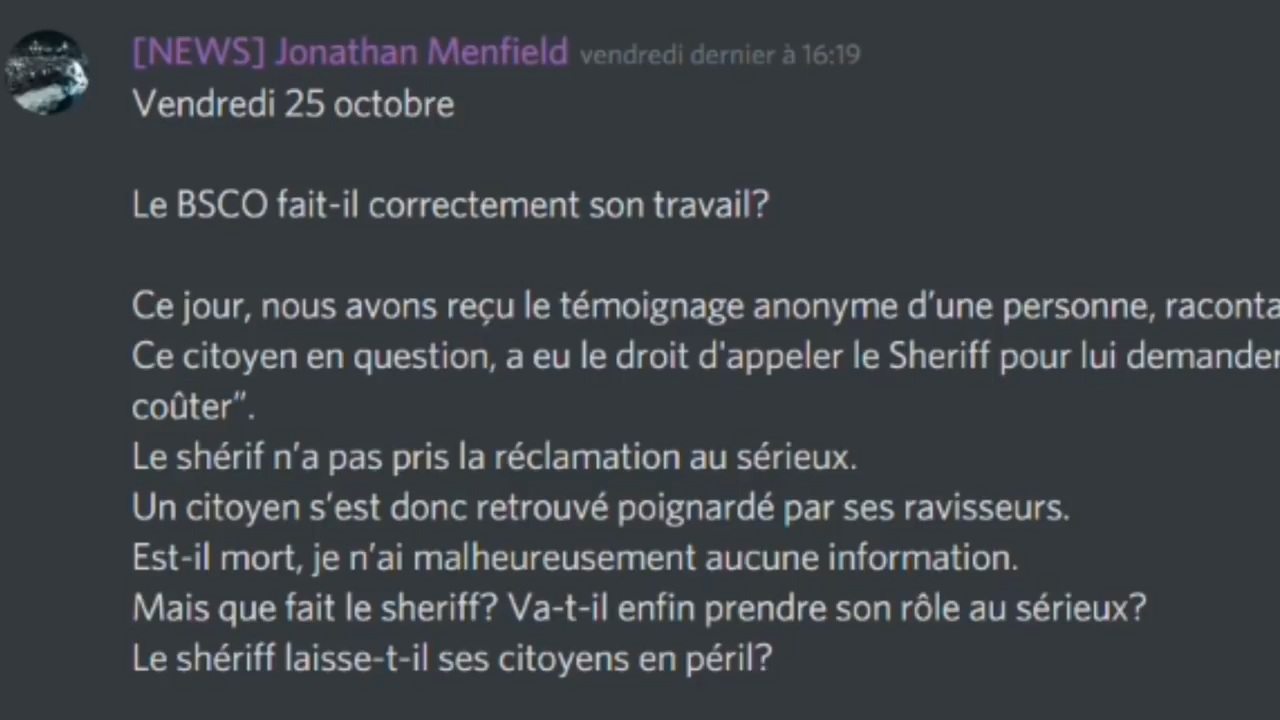 [NEWS] Jonathan Menfield vendredi dernier à 16:19
Vendredi 25 octobre
Le BSCO fait-il correctement son travail?
Ce jour, nous avons reçu le témoignage anonyme d’une personne, raconta
Ce citoyen en question, a eu le droit d'appeler le Sheriff pour lui demander
coûter”.
Le shérif n’a pas pris la réclamation au sérieux.
Un citoyen s’est donc retrouvé poignardé par ses ravisseurs.
Est-il mort, je n’ai malheureusement aucune information.
Mais que fait le sheriff? Va-t-il enfin prendre son rôle au sérieux?
Le shériff laisse-t-il ses citoyens en péril?